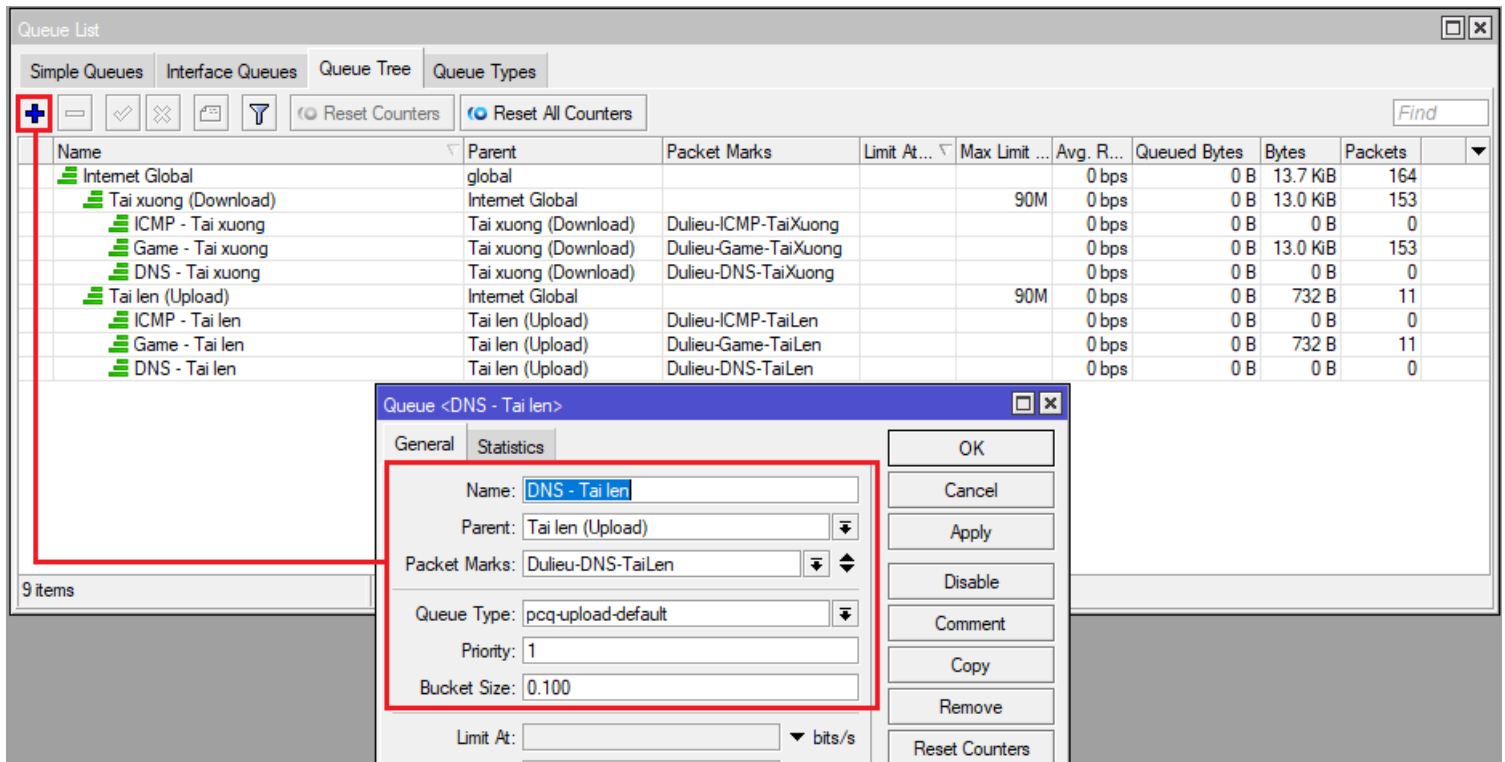 Queue List
Simple Queues Interface Queues Queue Tree Queue Types
Reset Counters Reset All Counters Find
Name Parent Packet Marks Limit At... Max Limit ... Avg. R... Queued Bytes Bytes Packets
Internet Global global 0 bps 0 B 13.7 KiB 164
Tai xuong (Download) Internet Global 90M 0 bps 0 B 13.0 KiB 153
ICMP - Tai xuong Tai xuong (Download) Dulieu-ICMP-TaiXuong 0 bps 0 B 0 B 0
Game - Tai xuong Tai xuong (Download) Dulieu-Game-TaiXuong 0 bps 0 B 13.0 KiB 153
DNS - Tai xuong Tai xuong (Download) Dulieu-DNS-TaiXuong 0 bps 0 B 0 B 0
Tai len (Upload) Internet Global 90M 0 bps 0 B 732 B 11
ICMP - Tai len Tai len (Upload) Dulieu-ICMP-TaiLen 0 bps 0 B 0 B 0
Game - Tai len Tai len (Upload) Dulieu-Game-TaiLen 0 bps 0 B 732 B 11
DNS - Tai len Tai len (Upload) Dulieu-DNS-TaiLen 0 bps 0 B 0 B 0
9 items
Queue <DNS - Tai len>
General Statistics
Name: DNS - Tai len
Parent: Tai len (Upload)
Packet Marks: Dulieu-DNS-TaiLen
Queue Type: pcq-upload-default
Priority: 1
Bucket Size: 0.100
Limit At: bits/s
OK
Cancel
Apply
Disable
Comment
Copy
Remove
Reset Counters